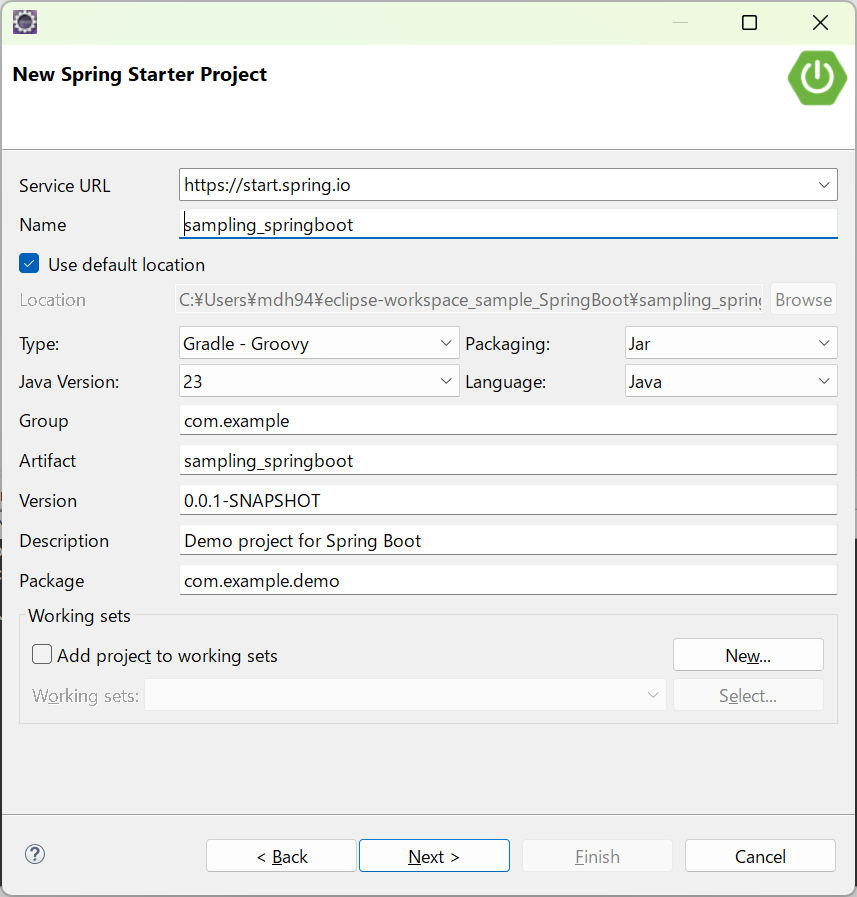 New Spring Starter Project
Service URL https://start.spring.io
Name sampling_springboot
Use default location
Location C:¥Users¥mdh94¥eclipse-workspace_sample_SpringBoot¥sampling_spring Browse
Type: Gradle - Groovy Packaging: Jar
Java Version: 23 Language: Java
Group com.example
Artifact sampling_springboot
Version 0.0.1-SNAPSHOT
Description Demo project for Spring Boot
Package com.example.demo
Working sets
Add project to working sets New...
Working sets: Select...
? < Back Next > Finish Cancel